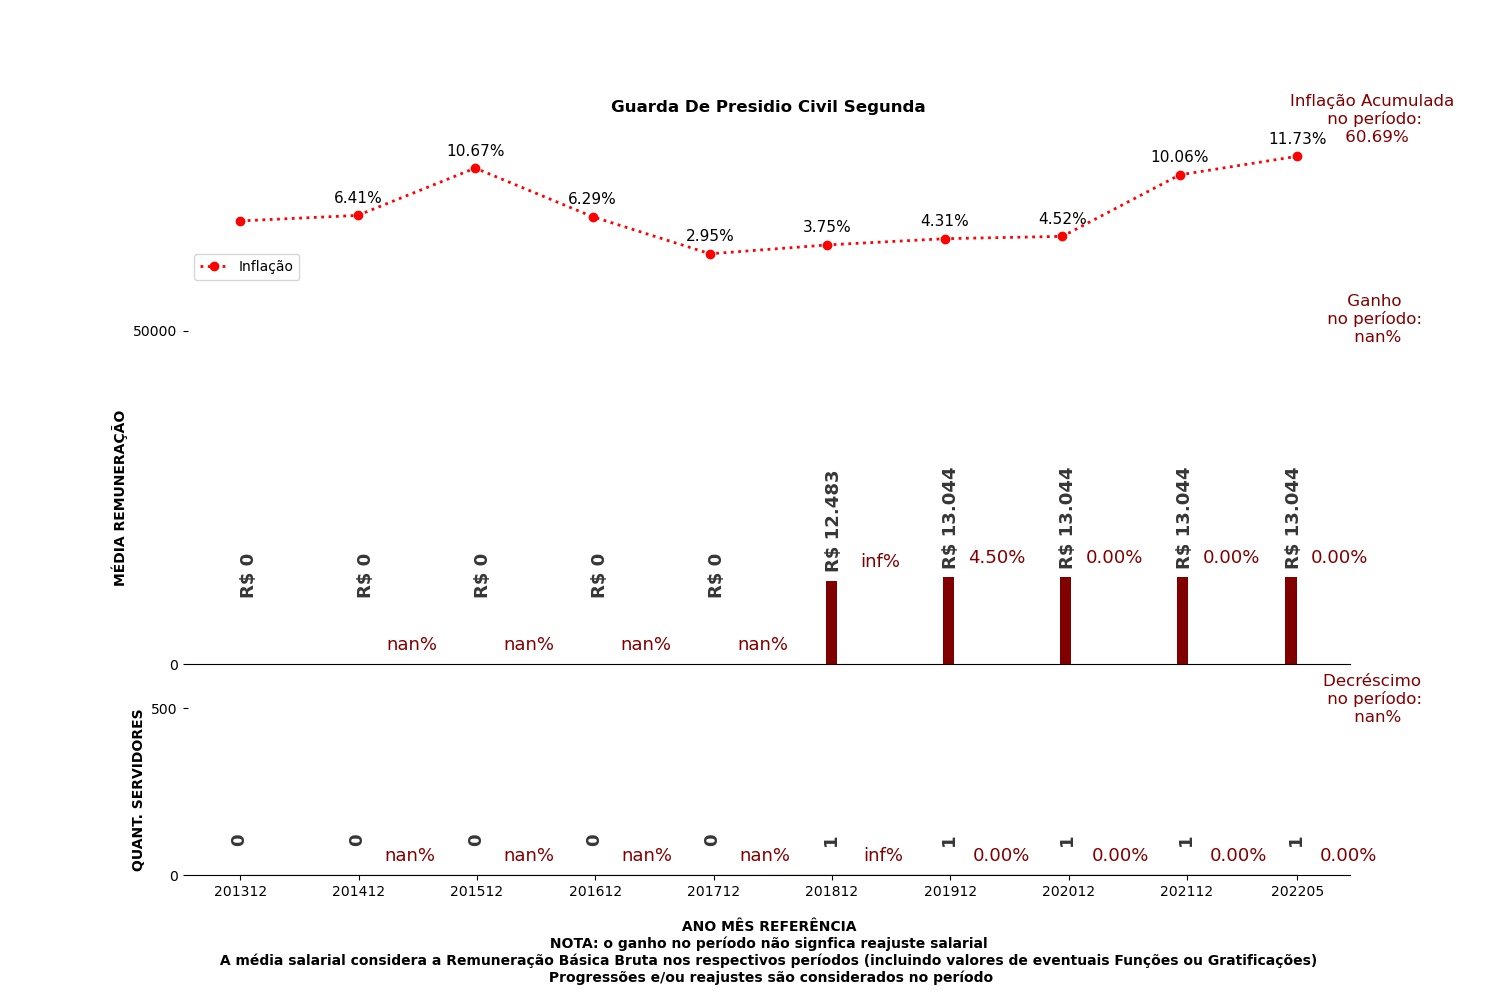 Guarda De Presidio Civil Segunda
Inflação Acumulada
no período:
60.69%
6.41%
10.67%
6.29%
2.95%
3.75%
4.31%
4.52%
10.06%
11.73%
Inflação
Ganho
no período:
nan%
50000
0
MÉDIA REMUNERAÇÃO
R$ 0
R$ 0
R$ 0
R$ 0
R$ 0
R$ 12.483
R$ 13.044
R$ 13.044
R$ 13.044
R$ 13.044
nan%
nan%
nan%
nan%
inf%
4.50%
0.00%
0.00%
0.00%
Decréscimo
no período:
nan%
500
0
QUANT. SERVIDORES
0
0
0
0
0
1
1
1
1
1
nan%
nan%
nan%
nan%
inf%
0.00%
0.00%
0.00%
0.00%
201312
201412
201512
201612
201712
201812
201912
202012
202112
202205
ANO MÊS REFERÊNCIA
NOTA: o ganho no período não signfica reajuste salarial
A média salarial considera a Remuneração Básica Bruta nos respectivos períodos (incluindo valores de eventuais Funções ou Gratificações)
Progressões e/ou reajustes são considerados no período